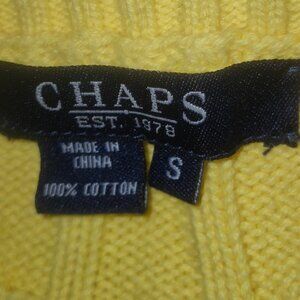 CHAPS
EST. 1978
MADE IN
CHINA
100% COTTON
S